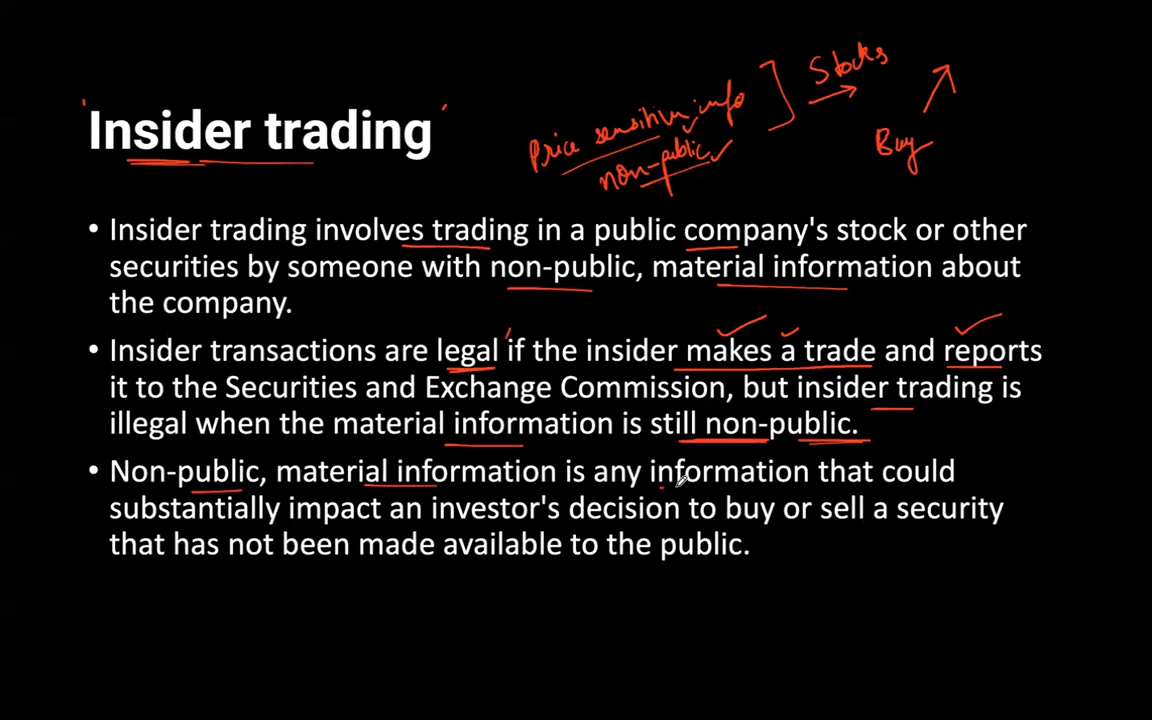 Stocks
Price sensitive info
Insider trading
non-public
Buy
• Insider trading involves trading in a public company's stock or other
securities by someone with non-public, material information about
the company.
• Insider transactions are legal if the insider makes a trade and reports
it to the Securities and Exchange Commission, but insider trading is
illegal when the material information is still non-public.
• Non-public, material information is any information that could
substantially impact an investor's decision to buy or sell a security
that has not been made available to the public.